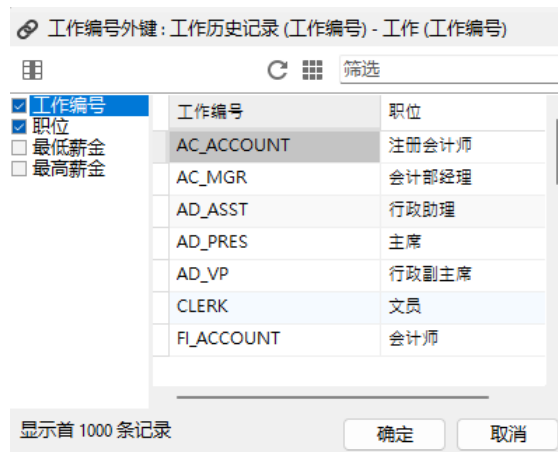 工作编号外键 : 工作历史记录 (工作编号) - 工作 (工作编号)
筛选
工作编号
职位
最低薪金
最高薪金
工作编号 职位
AC_ACCOUNT 注册会计师
AC_MGR 会计部经理
AD_ASST 行政助理
AD_PRES 主席
AD_VP 行政副主席
CLERK 文员
FI_ACCOUNT 会计师
显示首 1000 条记录
确定 取消